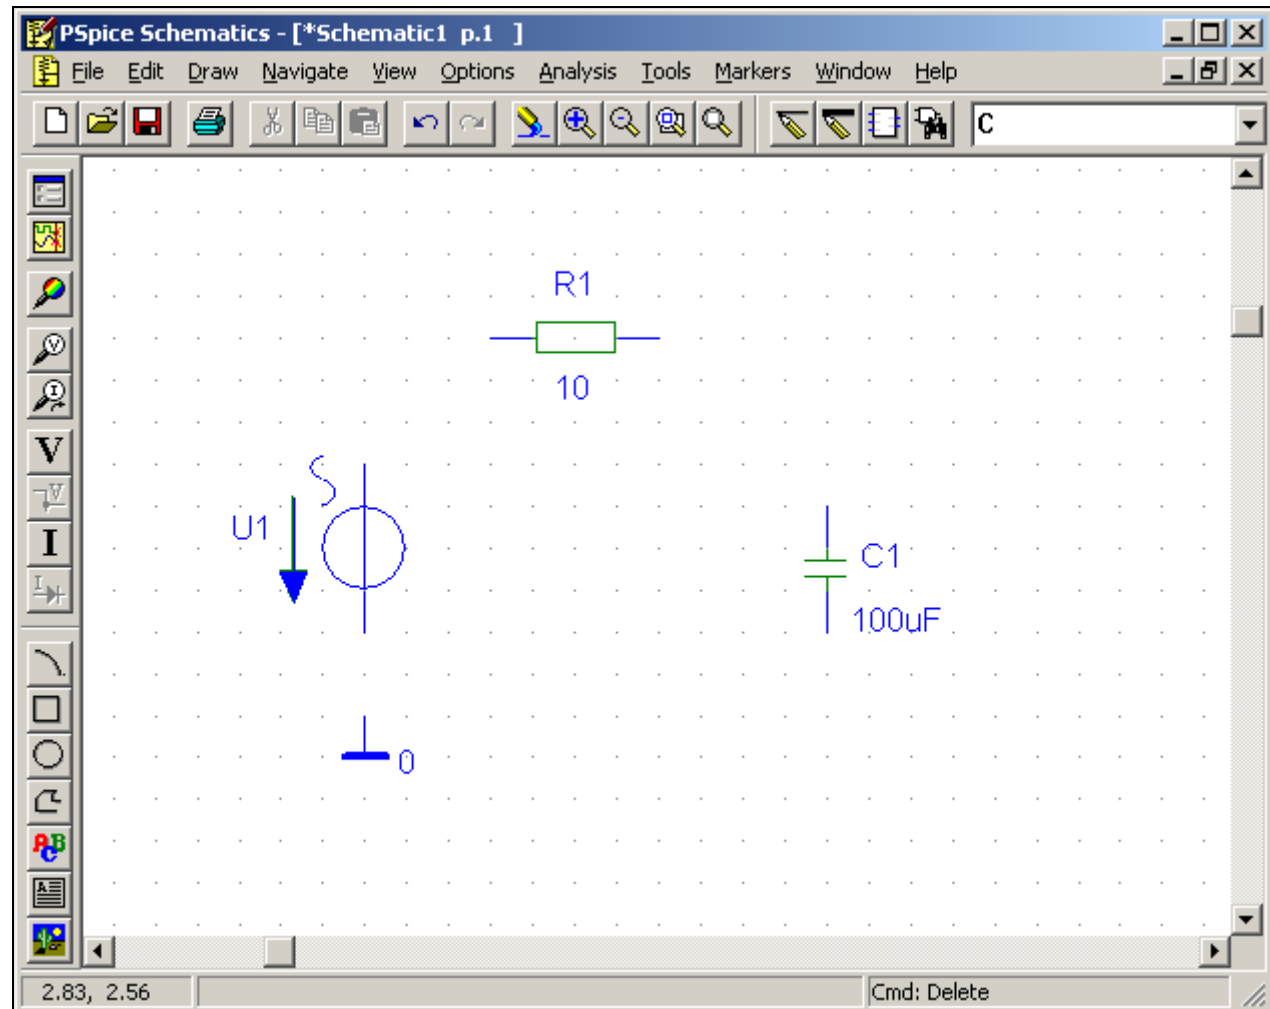 PSpice Schematics - [*Schematic1 p.1 ]
File Edit Draw Navigate View Options Analysis Tools Markers Window Help
C
R1
10
U1
C1
100uF
0
V
V
I
V
V
I
I
A B C
A
2.83, 2.56
Cmd: Delete